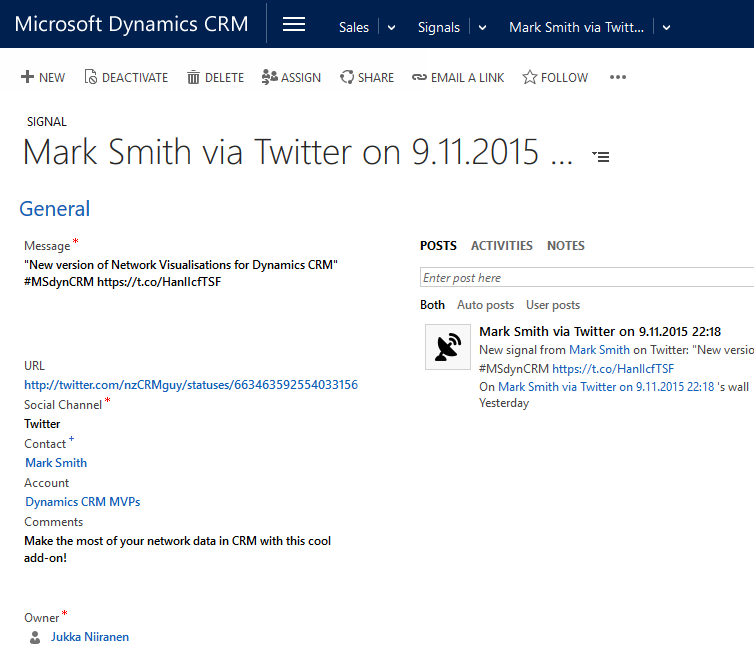 Microsoft Dynamics CRM Sales Signals Mark Smith via Twitt...
NEW DEACTIVATE DELETE ASSIGN SHARE EMAIL A LINK FOLLOW •••
SIGNAL
Mark Smith via Twitter on 9.11.2015 ...
General
Message *
"New version of Network Visualisations for Dynamics CRM"
#MSdynCRM https://t.co/HanlIcfTSF
URL
http://twitter.com/nzCRMguy/statuses/663463592554033156
Social Channel *
Twitter
Contact +
Mark Smith
Account
Dynamics CRM MVPs
Comments
Make the most of your network data in CRM with this cool
add-on!
Owner *
Jukka Niiranen
POSTS ACTIVITIES NOTES
Enter post here
Both Auto posts User posts
Mark Smith via Twitter on 9.11.2015 22:18
New signal from Mark Smith on Twitter: "New versio
#MSdynCRM https://t.co/HanlIcfTSF
On Mark Smith via Twitter on 9.11.2015 22:18 's wall
Yesterday